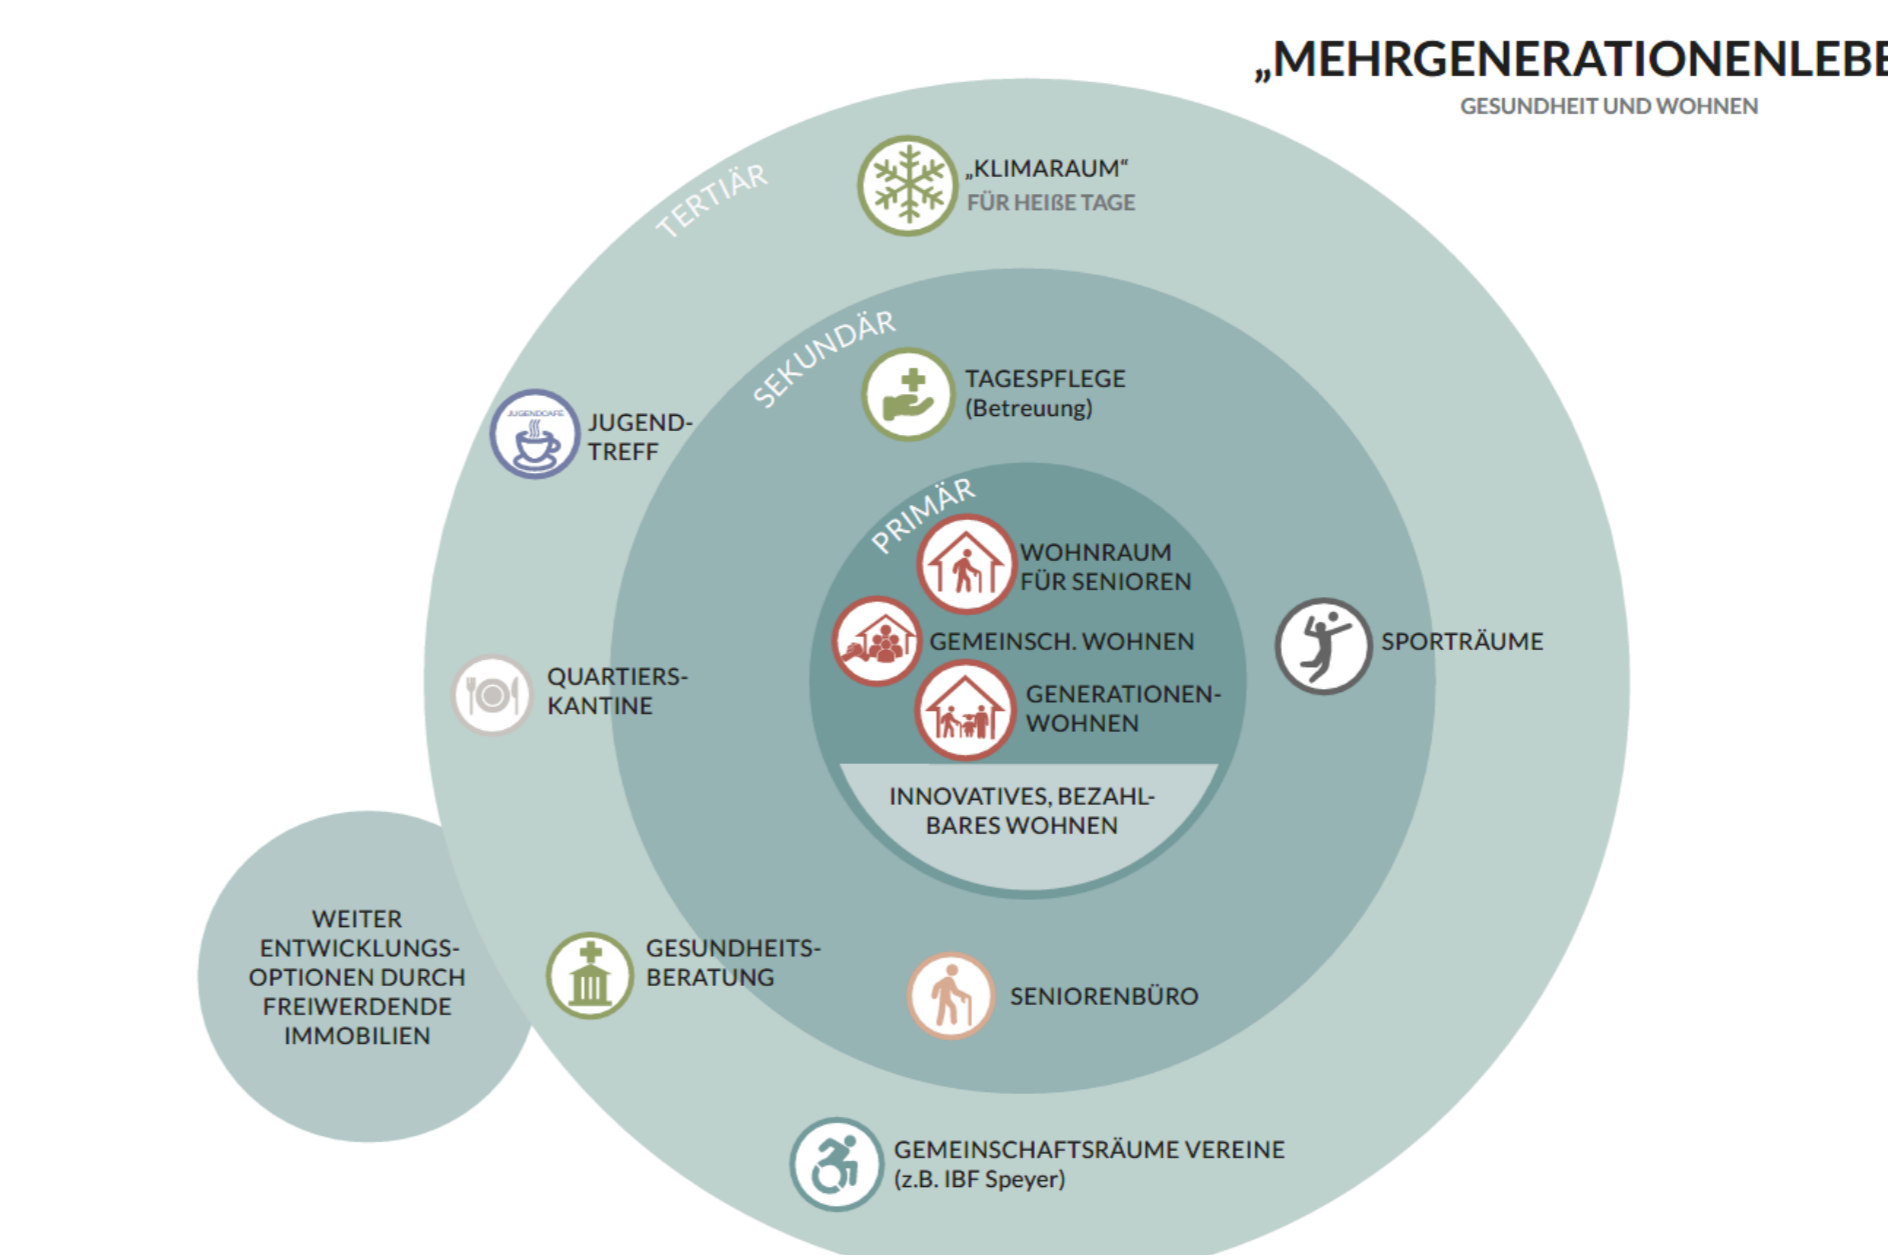 „MEHRGENERATIONENLEBE
GESUNDHEIT UND WOHNEN
TERTIÄR
„KLIMARAUM“
FÜR HEIßE TAGE
SEKUNDÄR
TAGESPFLEGE
(Betreuung)
JUGENDCAFÉ
JUGEND-
TREFF
PRIMÄR
WOHNRAUM
FÜR SENIOREN
GEMEINSCH. WOHNEN
GENERATIONEN-
WOHNEN
SPORTRÄUME
QUARTIERS-
KANTINE
INNOVATIVES, BEZAHL-
BARES WOHNEN
WEITER
ENTWICKLUNGS-
OPTIONEN DURCH
FREIWERDENDE
IMMOBILIEN
GESUNDHEITS-
BERATUNG
SENIORENBÜRO
GEMEINSCHAFTSRÄUME VEREINE
(z.B. IBF Speyer)